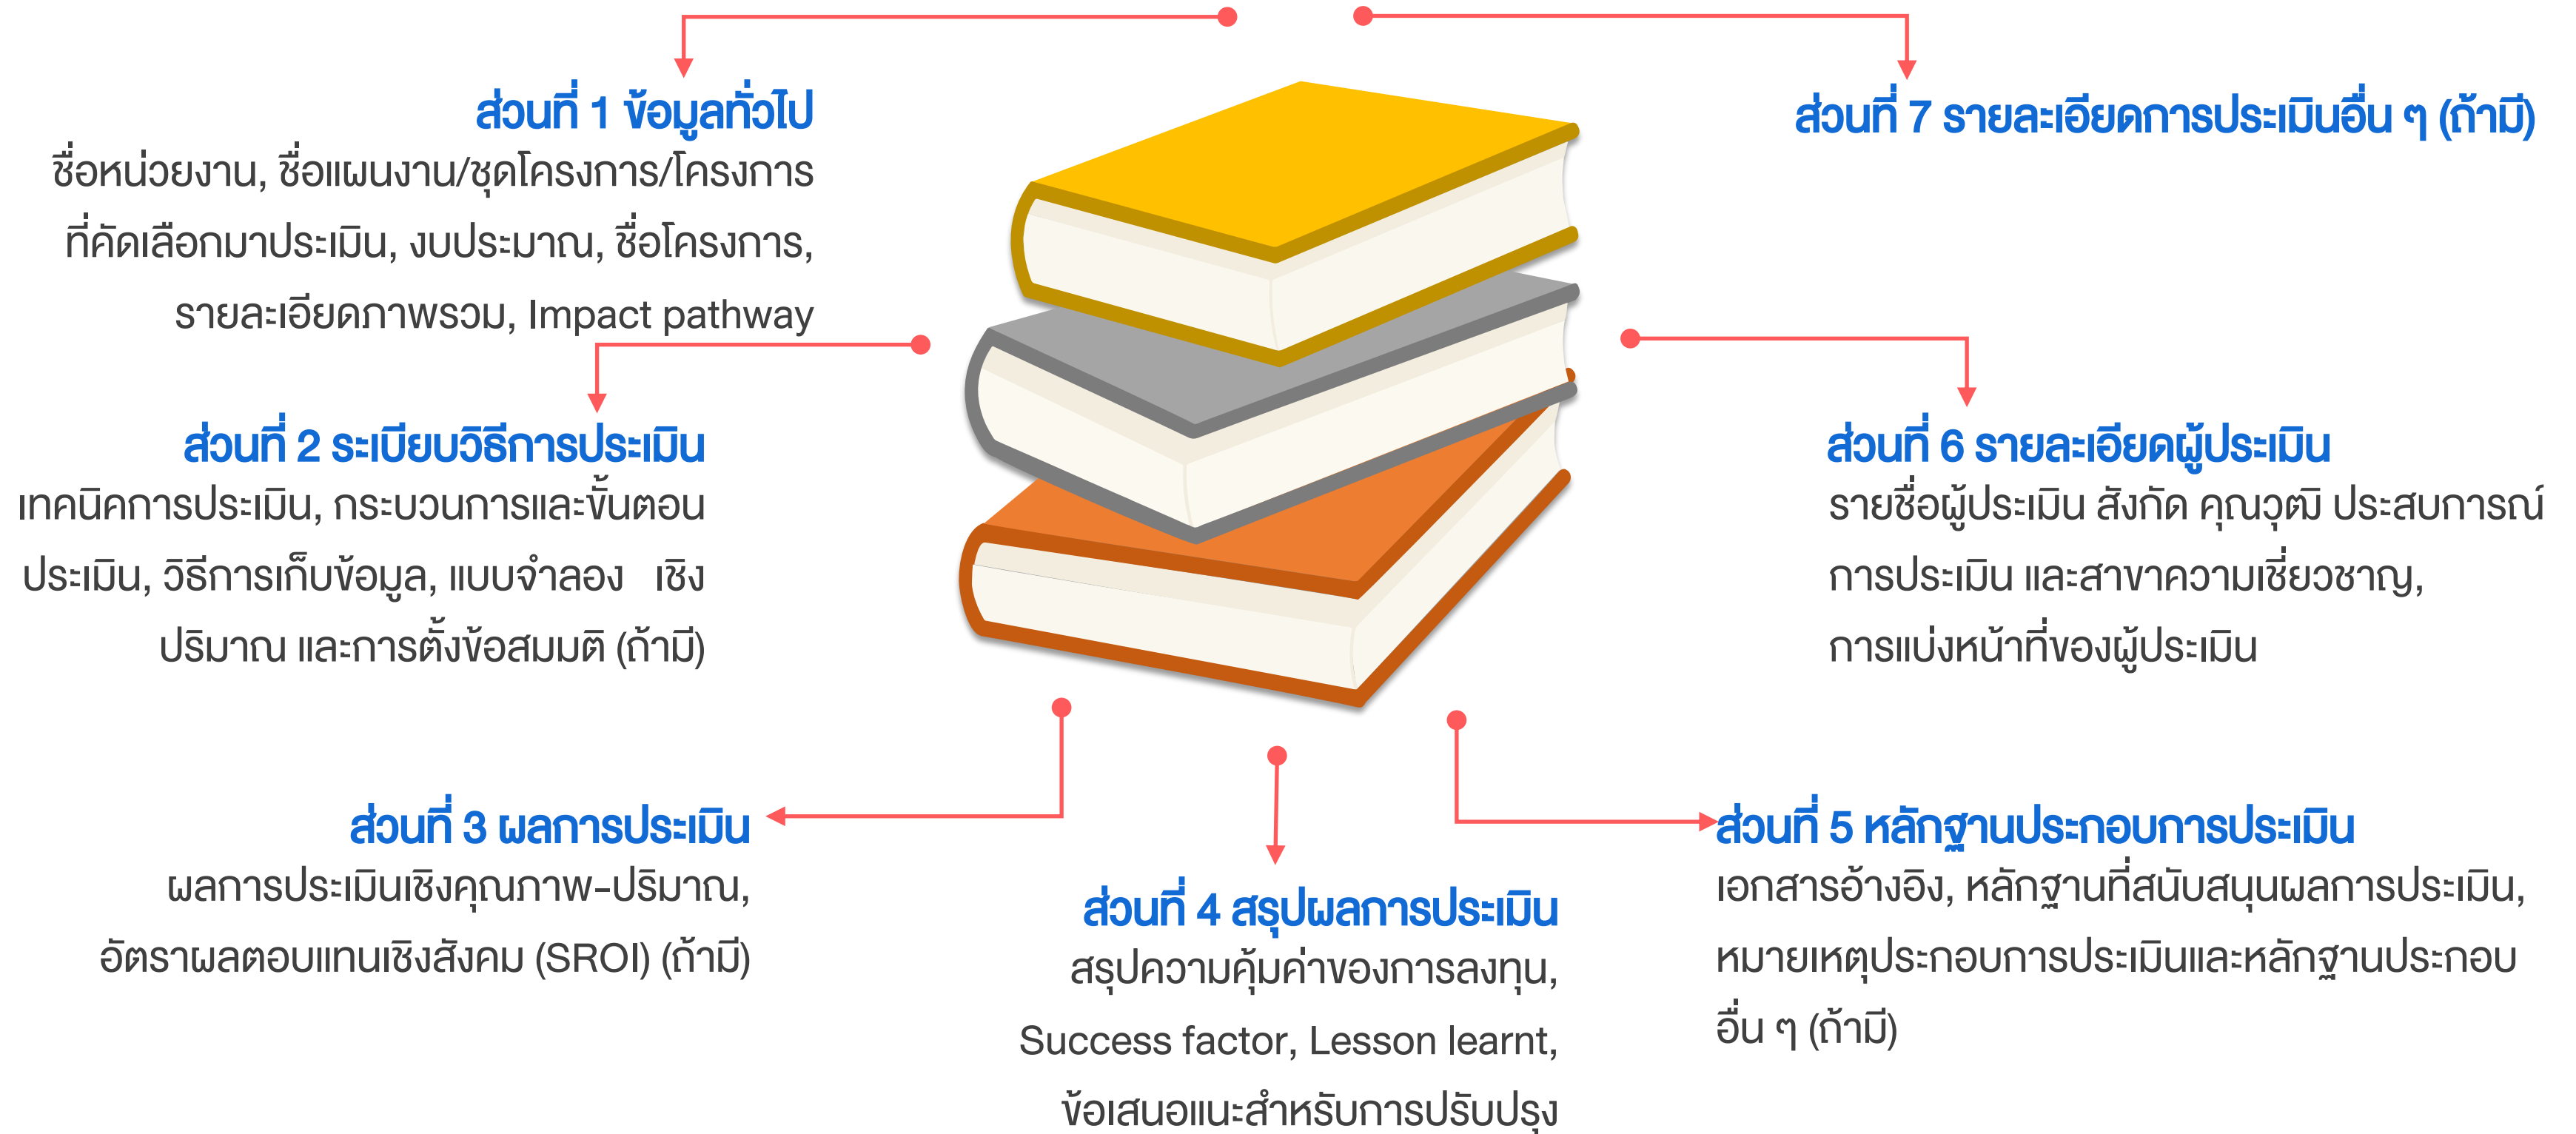 ส่วนที่ 1 ข้อมูลทั่วไป
ชื่อหน่วยงาน, ชื่อแผนงาน/ชุดโครงการ/โครงการ
ที่คัดเลือกมาประเมิน, งบประมาณ, ชื่อโครงการ,
รายละเอียดภาพรวม, Impact pathway
ส่วนที่ 2 ระเบียบวิธีการประเมิน
เทคนิคการประเมิน, กระบวนการและขั้นตอน
ประเมิน, วิธีการเก็บข้อมูล, แบบจำลอง เชิง
ปริมาณ และการตั้งข้อสมมติ (ถ้ามี)
ส่วนที่ 3 ผลการประเมิน
ผลการประเมินเชิงคุณภาพ-ปริมาณ,
อัตราผลตอบแทนเชิงสังคม (SROI) (ถ้ามี)
ส่วนที่ 4 สรุปผลการประเมิน
สรุปความคุ้มค่าของการลงทุน,
Success factor, Lesson learnt,
ข้อเสนอแนะสำหรับการปรับปรุง
ส่วนที่ 5 หลักฐานประกอบการประเมิน
เอกสารอ้างอิง, หลักฐานที่สนับสนุนผลการประเมิน,
หมายเหตุประกอบการประเมินและหลักฐานประกอบ
อื่น ๆ (ถ้ามี)
ส่วนที่ 6 รายละเอียดผู้ประเมิน
รายชื่อผู้ประเมิน สังกัด คุณวุฒิ ประสบการณ์
การประเมิน และสาขาความเชี่ยวชาญ,
การแบ่งหน้าที่ของผู้ประเมิน
ส่วนที่ 7 รายละเอียดการประเมินอื่น ๆ (ถ้ามี)